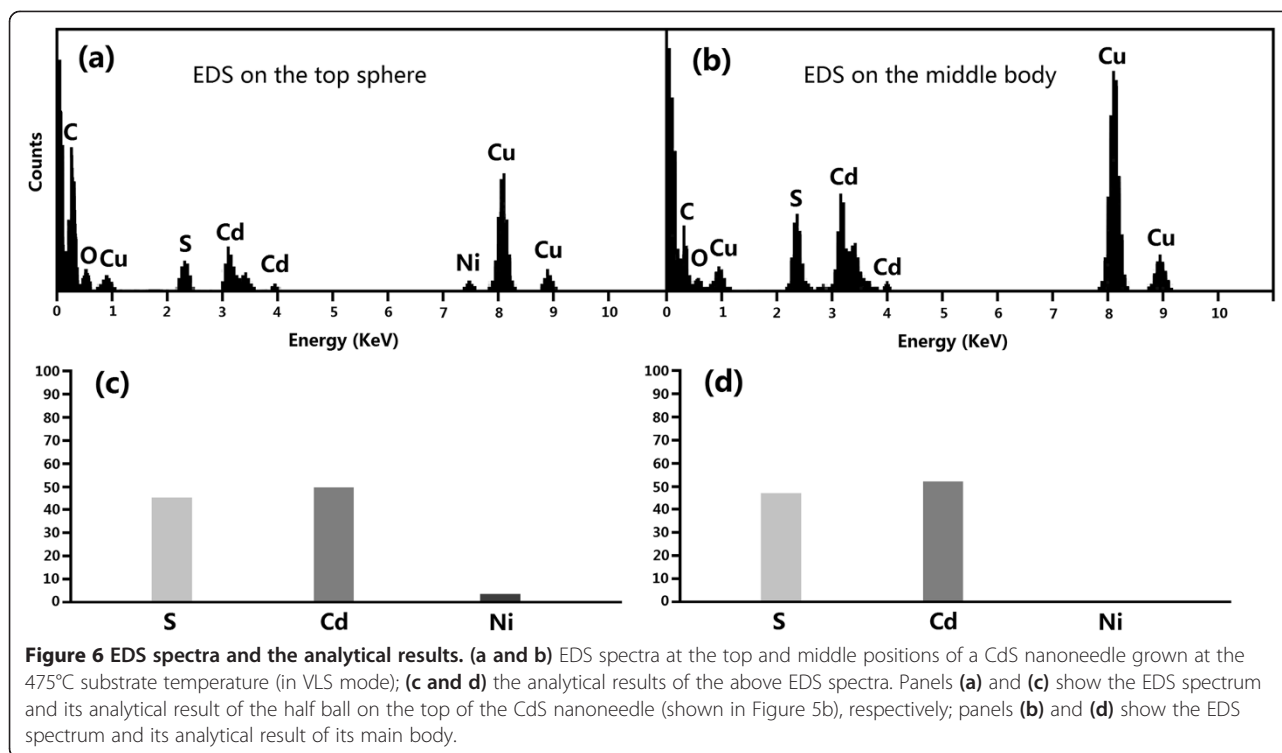 (a)
EDS on the top sphere
Counts
C
O
Cu
S
Cd
Cd
Ni
Cu
Cu
0 1 2 3 4 5 6 7 8 9 10
Energy (KeV)
(b)
EDS on the middle body
C
O
Cu
S
Cd
Cd
Cu
Cu
0 1 2 3 4 5 6 7 8 9 10
Energy (KeV)
(c)
100
90
80
70
60
50
40
30
20
10
0
S Cd Ni
(d)
100
90
80
70
60
50
40
30
20
10
0
S Cd Ni
Figure 6 EDS spectra and the analytical results. (a and b) EDS spectra at the top and middle positions of a CdS nanoneedle grown at the
475°C substrate temperature (in VLS mode); (c and d) the analytical results of the above EDS spectra. Panels (a) and (c) show the EDS spectrum
and its analytical result of the half ball on the top of the CdS nanoneedle (shown in Figure 5b), respectively; panels (b) and (d) show the EDS
spectrum and its analytical result of its main body.